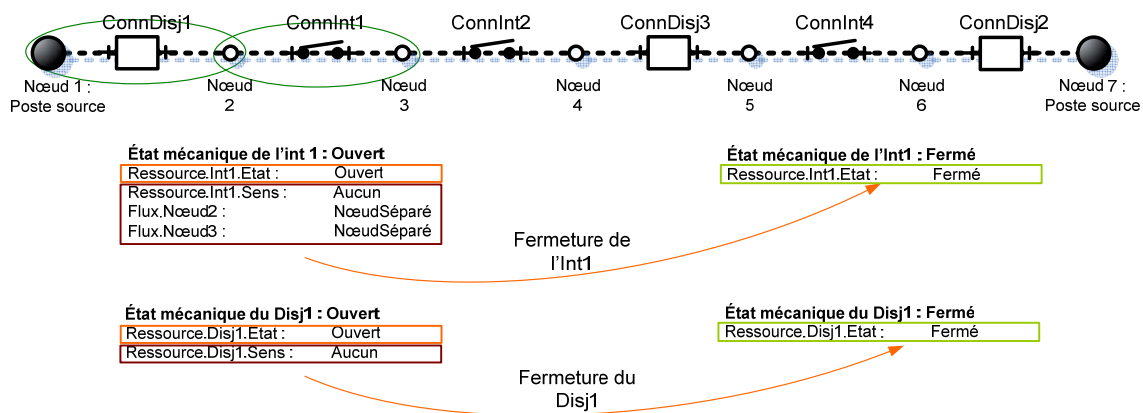 ConnDisj1
ConnInt1
ConnInt2
ConnDisj3
ConnInt4
ConnDisj2
Nœud 1 :
Poste source
Nœud
2
Nœud
3
Nœud
4
Nœud
5
Nœud
6
Nœud 7 :
Poste source
État mécanique de l'int 1 : Ouvert
Ressource.Int1.Etat : Ouvert
Ressource.Int1.Sens : Aucun
Flux.Nœud2 : NœudSéparé
Flux.Nœud3 : NœudSéparé
État mécanique de l'Int1 : Fermé
Ressource.Int1.Etat : Fermé
Fermeture de
l'Int1
État mécanique du Disj1 : Ouvert
Ressource.Disj1.Etat : Ouvert
Ressource.Disj1.Sens : Aucun
État mécanique du Disj1 : Fermé
Ressource.Disj1.Etat : Fermé
Fermeture du
Disj1